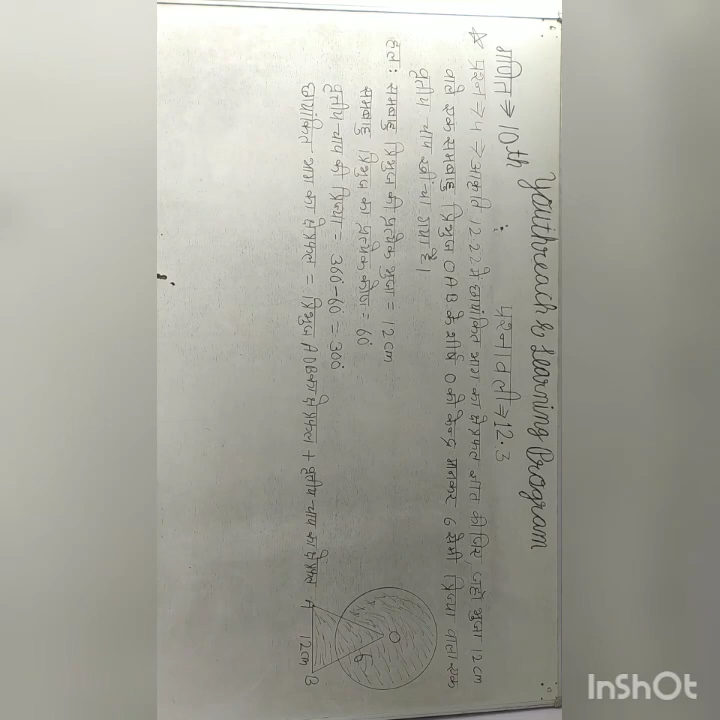 Youthreach & Learning Program
गणित ⇒ 10th : प्रश्नावली ⇒ 12.3
☆ प्रश्न → 4 → आकृति 12.22 में छायांकित भाग का क्षेत्रफल ज्ञात कीजिए, जहाँ भुजा 12 cm
वाले एक समबाहु त्रिभुज OAB के शीर्ष O को केन्द्र मानकर 6 सेमी त्रिज्या वाला एक
वृत्तीय चाप खींचा गया है।
हल : समबाहु त्रिभुज की प्रत्येक भुजा = 12 cm
समबाहु त्रिभुज का प्रत्येक कोण = 60°
वृत्तीय चाप की त्रिज्या = 360-60 = 300
छायांकित भाग का क्षेत्रफल = त्रिभुज AOB का क्षेत्रफल + वृत्तीय चाप का क्षेत्रफल
O
6
A 12cm B
InShOt